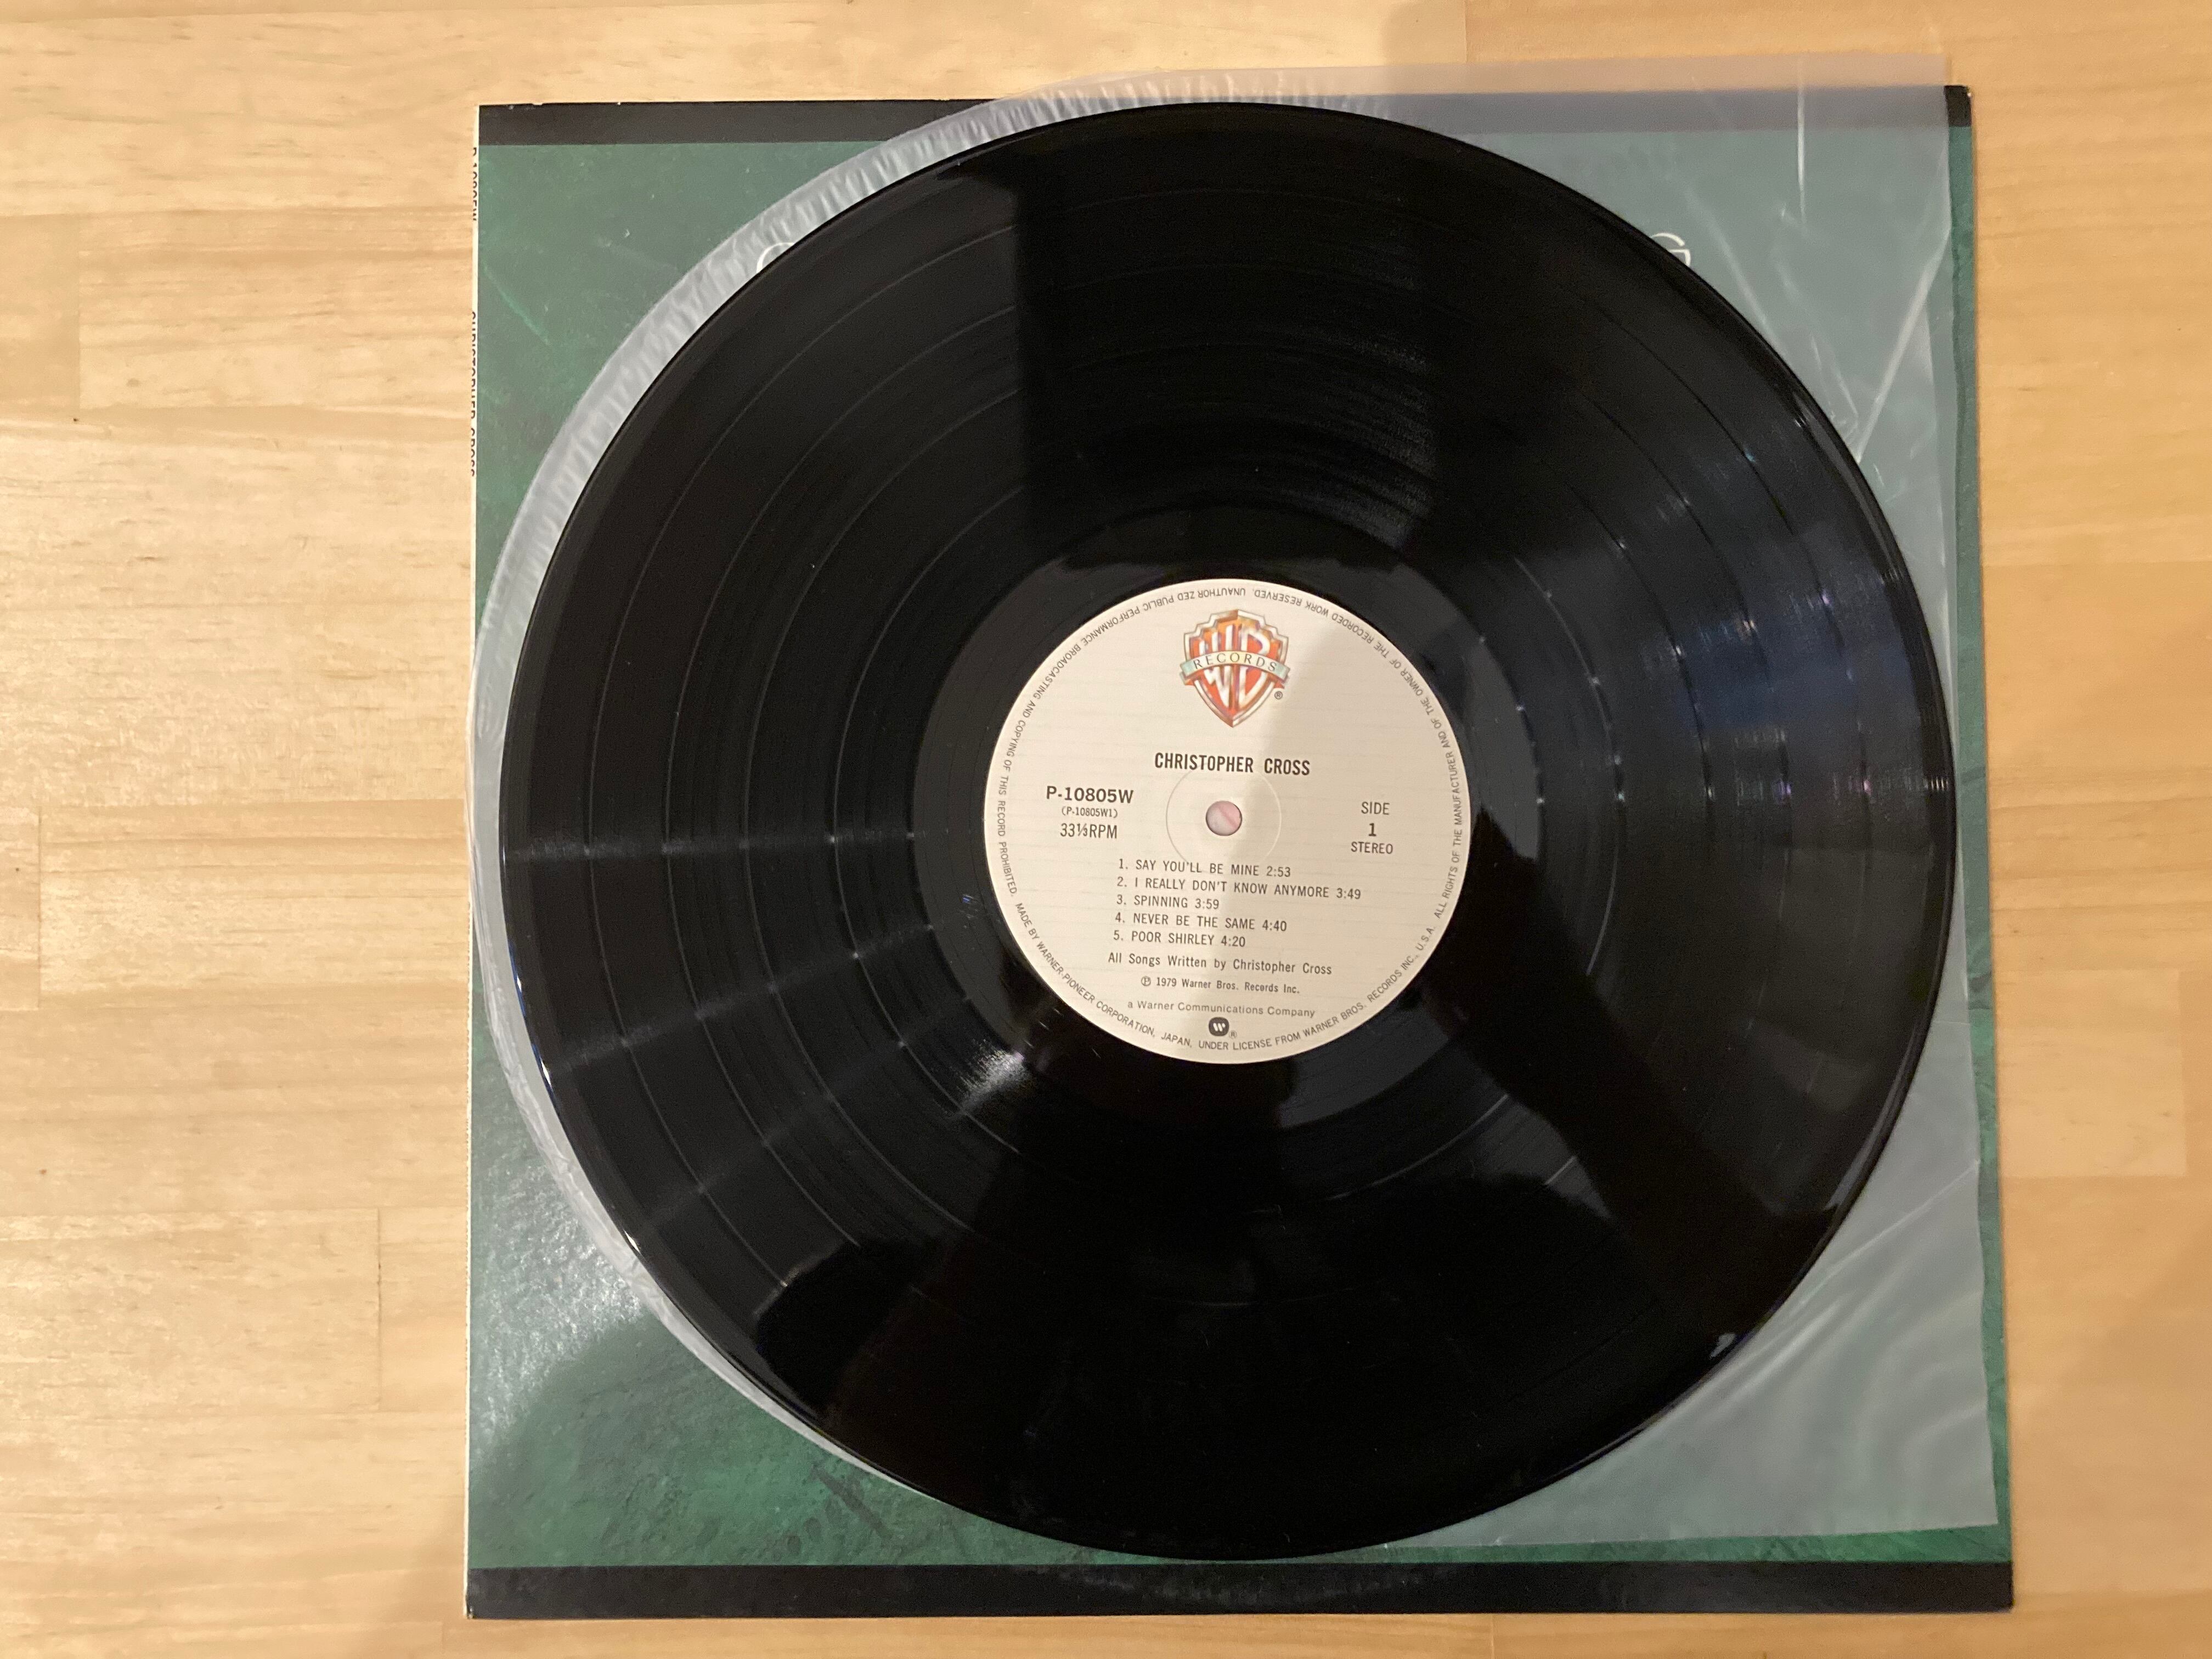 RECORDS
®
CHRISTOPHER CROSS
P-10805W
(P-10805W1)
33⅓RPM
SIDE
1
STEREO
1. SAY YOU'LL BE MINE 2:53
2. I REALLY DON'T KNOW ANYMORE 3:49
3. SPINNING 3:59
4. NEVER BE THE SAME 4:40
5. POOR SHIRLEY 4:20
All Songs Written by Christopher Cross
℗ 1979 Warner Bros. Records Inc.
a Warner Communications Company
MADE BY WARNER-PIONEER CORPORATION, JAPAN, UNDER LICENSE FROM WARNER BROS. RECORDS INC., U.S.A. ALL RIGHTS OF THE MANUFACTURER AND OF THE OWNER OF THE RECORDED WORK RESERVED. UNAUTHORIZED PUBLIC PERFORMANCE BROADCASTING AND COPYING OF THIS RECORD PROHIBITED.
CHRISTOPHER CROSS